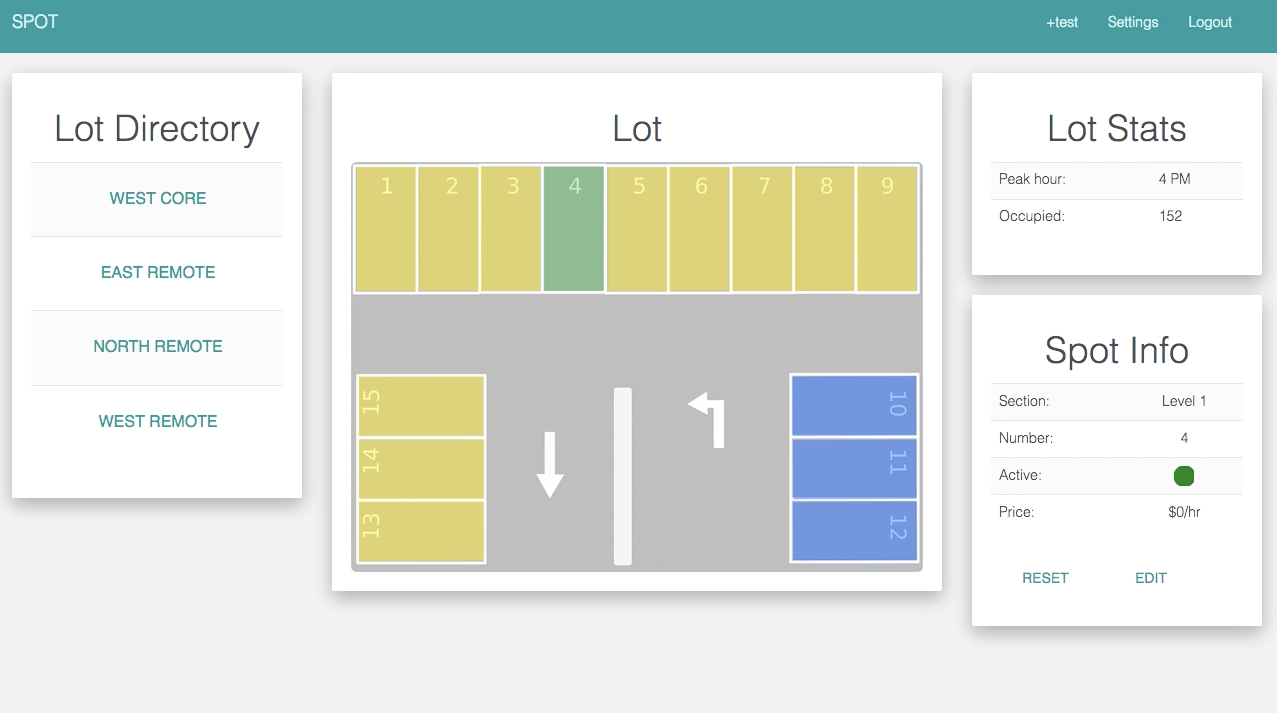 SPOT
+test Settings Logout
Lot Directory
WEST CORE
EAST REMOTE
NORTH REMOTE
WEST REMOTE
Lot
1 2 3 4 5 6 7 8 9
15
14
13
10
11
12
Lot Stats
Peak hour: 4 PM
Occupied: 152
Spot Info
Section: Level 1
Number: 4
Active:
Price: $0/hr
RESET EDIT